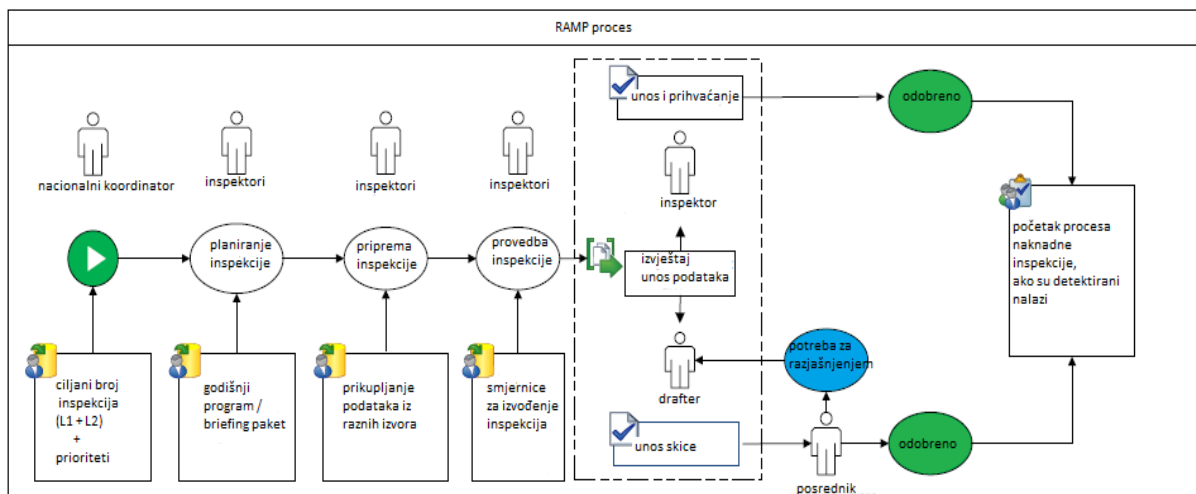 RAMP proces
unos i prihvaćanje
odobreno
nacionalni koordinator
inspektori
inspektori
inspektori
inspektor
planiranje
inspekcije
priprema
inspekcije
provedba
inspekcije
izvještaj
unos podataka
početak procesa
naknadne
inspekcije,
ako su detektirani
nalazi
ciljani broj
inspekcija
(L1 + L2)
+
prioriteti
godišnji
program /
briefing paket
prikupljanje
podataka iz
raznih izvora
smjernice
za izvođenje
inspekcija
drafter
potreba za
razjašnjenjem
unos skice
odobreno
posrednik